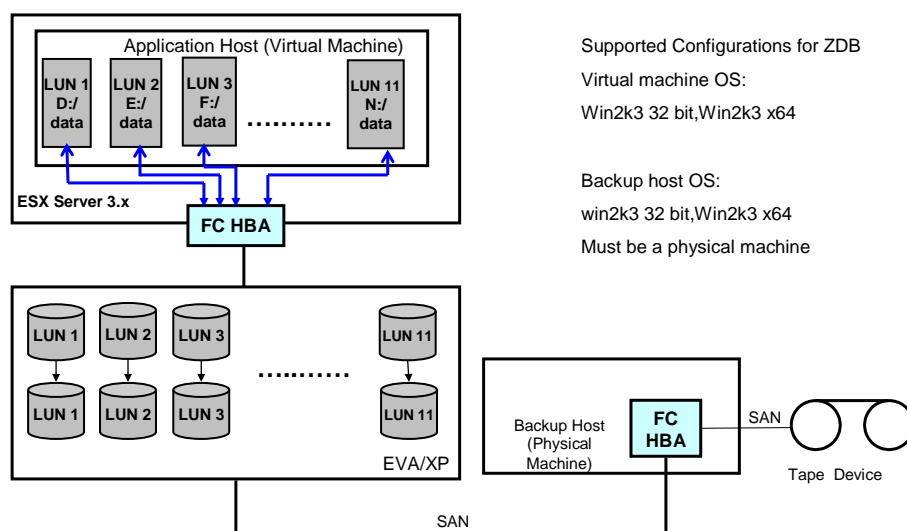 Application Host (Virtual Machine)
LUN 1
D:/
data
LUN 2
E:/
data
LUN 3
F:/
data
..........
LUN 11
N:/
data
ESX Server 3.x
FC HBA
Supported Configurations for ZDB
Virtual machine OS:
Win2k3 32 bit,Win2k3 x64
Backup host OS:
win2k3 32 bit,Win2k3 x64
Must be a physical machine
LUN 1
LUN 2
LUN 3
LUN 11
............
LUN 1
LUN 2
LUN 3
LUN 11
EVA/XP
Backup Host
(Physical
Machine)
FC
HBA
SAN
Tape Device
SAN